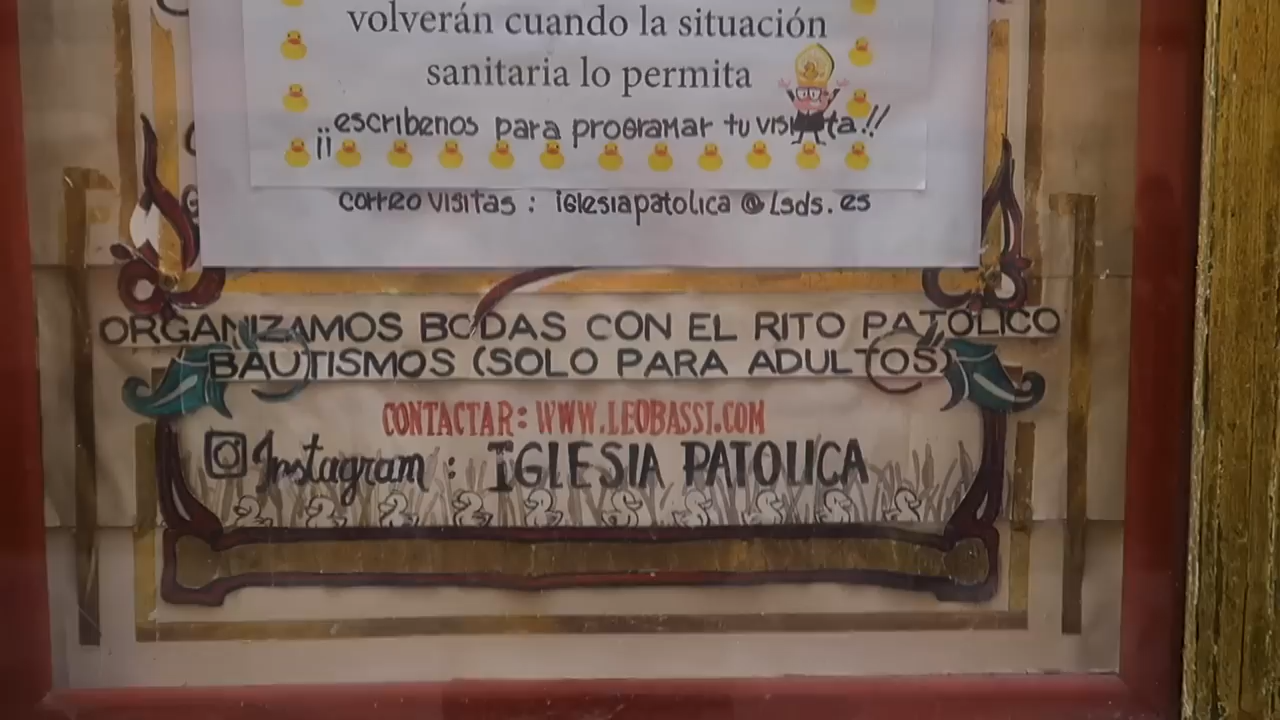 volverán cuando la situación
sanitaria lo permita
¡¡escribenos para programar tu visita!!
correo visitas : iglesiapatolica@lsds.es
ORGANIZAMOS BODAS CON EL RITO PATÓLICO
BAUTISMOS (SOLO PARA ADULTOS)
CONTACTAR: WWW.LEOBASSI.COM
Instagram : IGLESIA PATOLICA